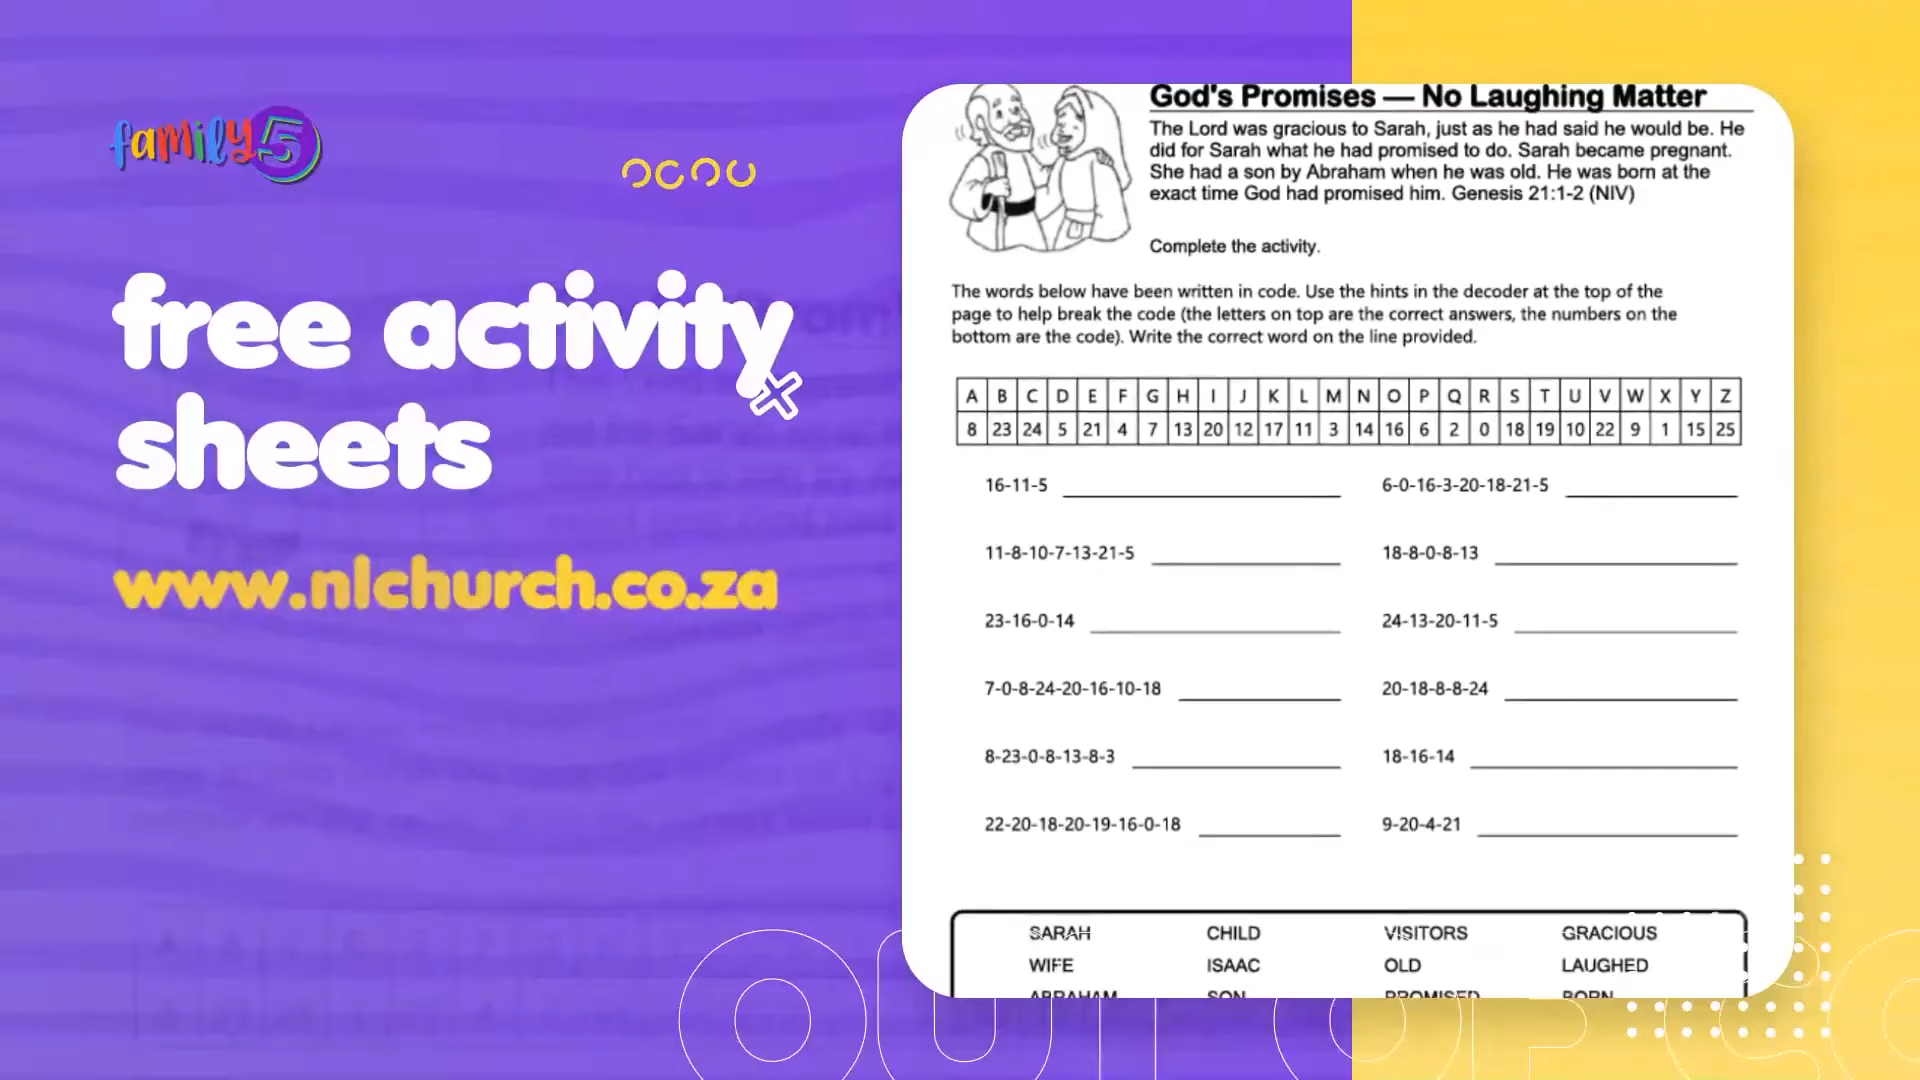 family5
free activity
sheets
www.nlchurch.co.za
God's Promises — No Laughing Matter
The Lord was gracious to Sarah, just as he had said he would be. He
did for Sarah what he had promised to do. Sarah became pregnant.
She had a son by Abraham when he was old. He was born at the
exact time God had promised him. Genesis 21:1-2 (NIV)
Complete the activity.
The words below have been written in code. Use the hints in the decoder at the top of the
page to help break the code (the letters on top are the correct answers, the numbers on the
bottom are the code). Write the correct word on the line provided.
A B C D E F G H I J K L M N O P Q R S T U V W X Y Z
8 23 24 5 21 4 7 13 20 12 17 11 3 14 16 6 2 0 18 19 10 22 9 1 15 25
16-11-5 6-0-16-3-20-18-21-5
11-8-10-7-13-21-5 18-8-0-8-13
23-16-0-14 24-13-20-11-5
7-0-8-24-20-16-10-18 20-18-8-8-24
8-23-0-8-13-8-3 18-16-14
22-20-18-20-19-16-0-18 9-20-4-21
SARAH CHILD VISITORS GRACIOUS
WIFE ISAAC OLD LAUGHED
ABRAHAM SON PROMISED BORN
OUT OF